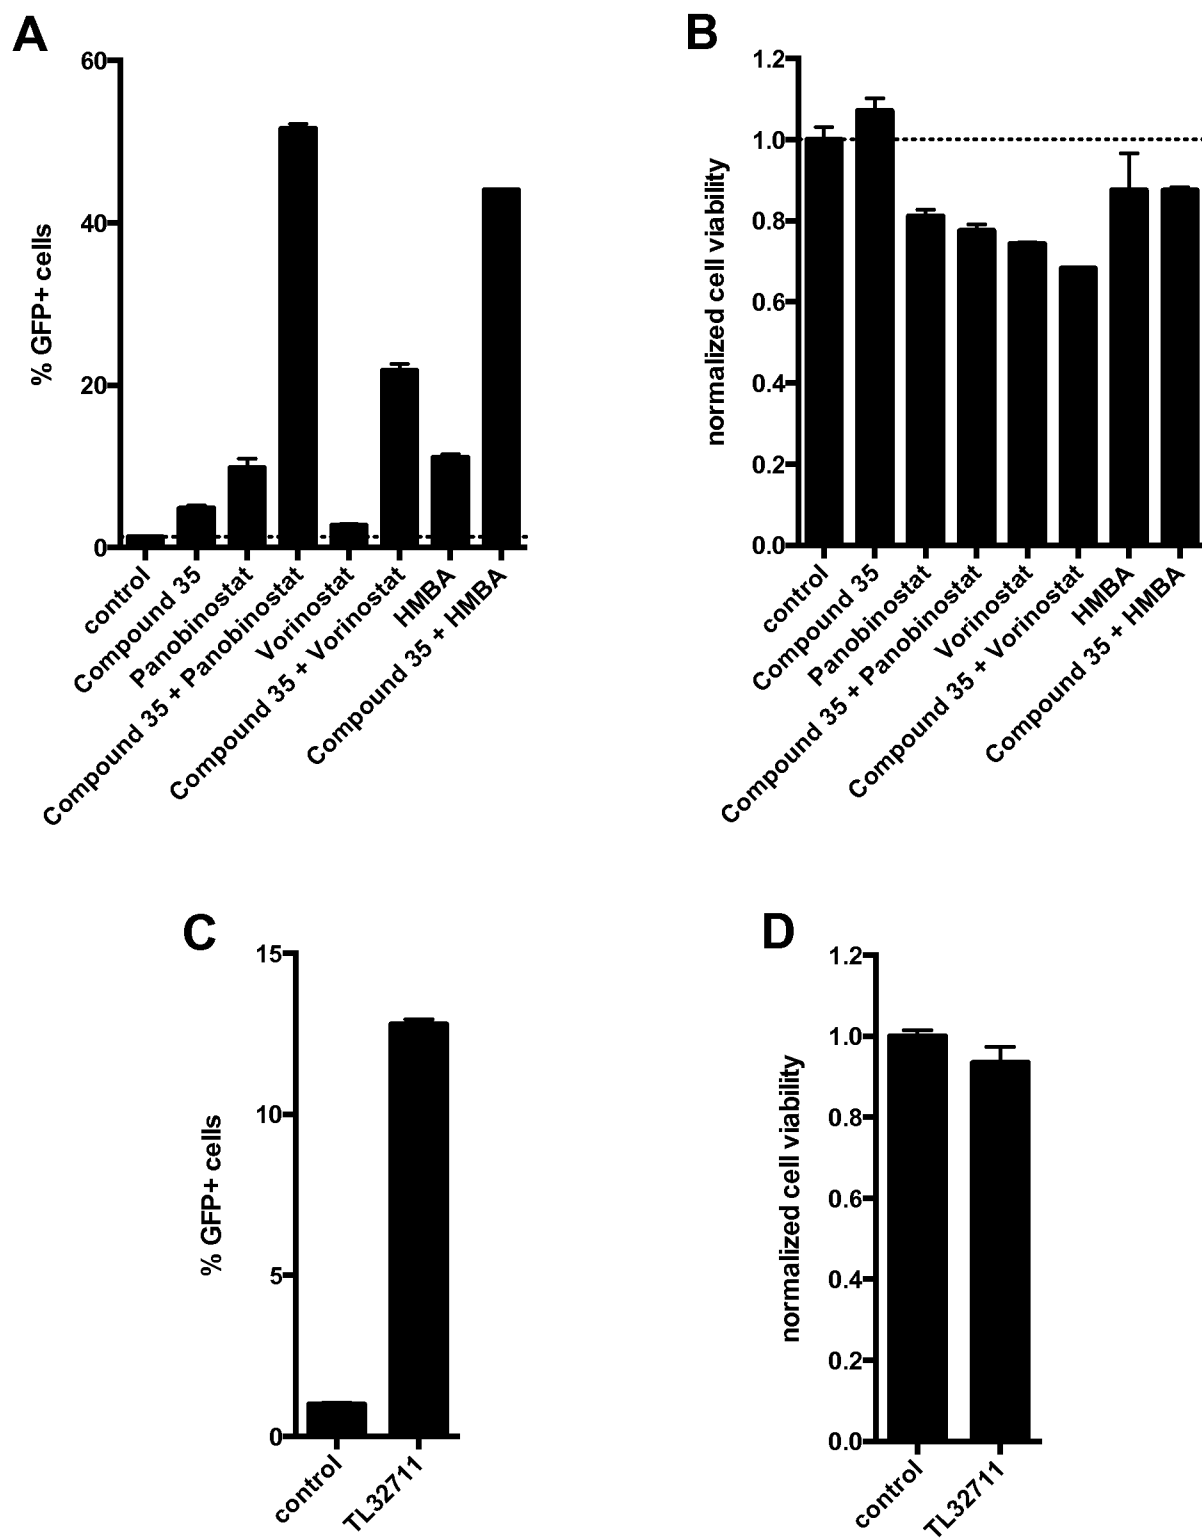 A
% GFP+ cells
60
40
20
0
control
Compound 35
Panobinostat
Compound 35 + Panobinostat
Vorinostat
Compound 35 + Vorinostat
HMBA
Compound 35 + HMBA
B
normalized cell viability
1.2
1.0
0.8
0.6
0.4
0.2
0.0
control
Compound 35
Panobinostat
Compound 35 + Panobinostat
Vorinostat
Compound 35 + Vorinostat
HMBA
Compound 35 + HMBA
C
% GFP+ cells
15
10
5
0
control
TL32711
D
normalized cell viability
1.2
1.0
0.8
0.6
0.4
0.2
0.0
control
TL32711